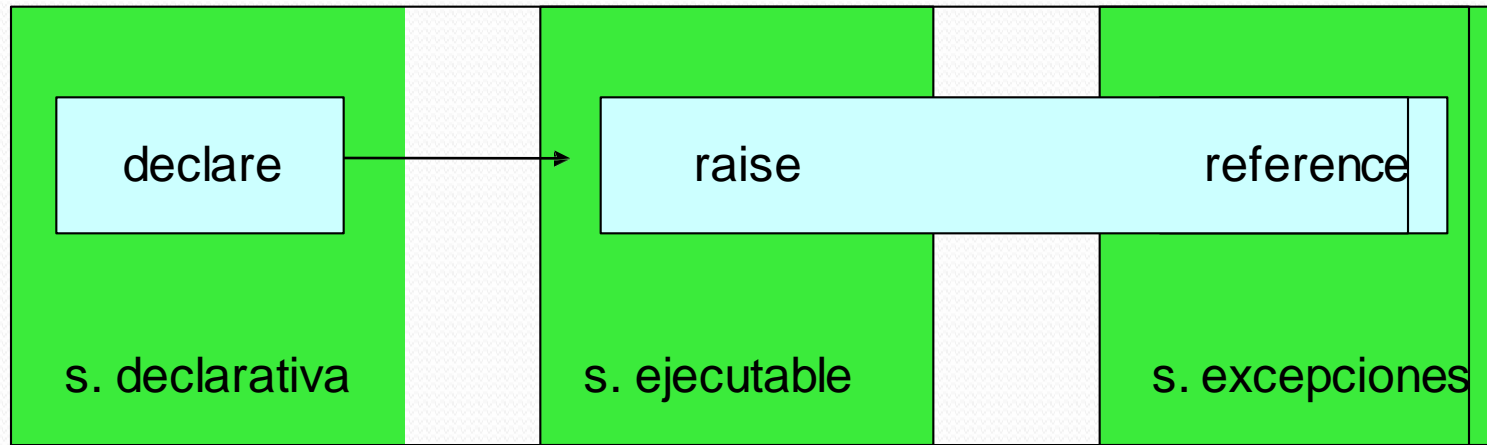 declare
raise
reference
s. declarativa
s. ejecutable
s. excepciones